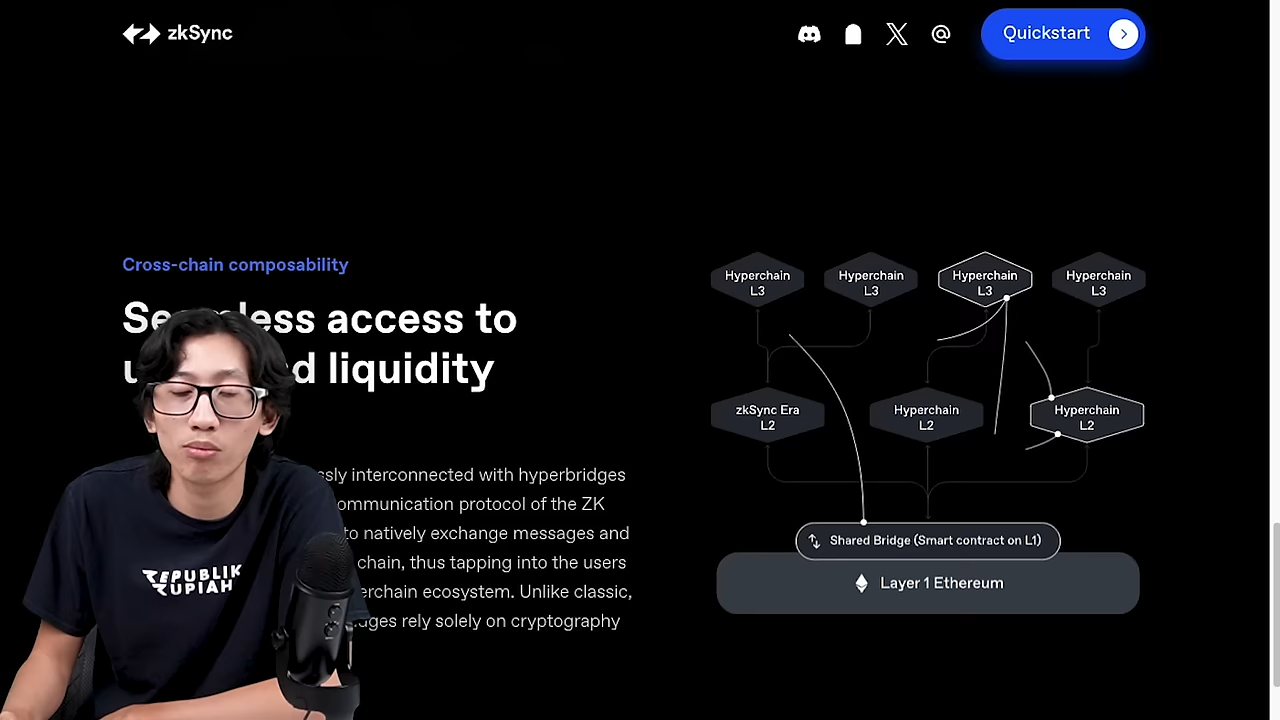 zkSync
Quickstart
Cross-chain composability
less access to
d liquidity
ssly interconnected with hyperbridges
ommunication protocol of the ZK
to natively exchange messages and
chain, thus tapping into the users
erchain ecosystem. Unlike classic,
dges rely solely on cryptography
Hyperchain
L3
Hyperchain
L3
Hyperchain
L3
Hyperchain
L3
zkSync Era
L2
Hyperchain
L2
Hyperchain
L2
Shared Bridge (Smart contract on L1)
Layer 1 Ethereum
REPUBLIK
RUPIAH